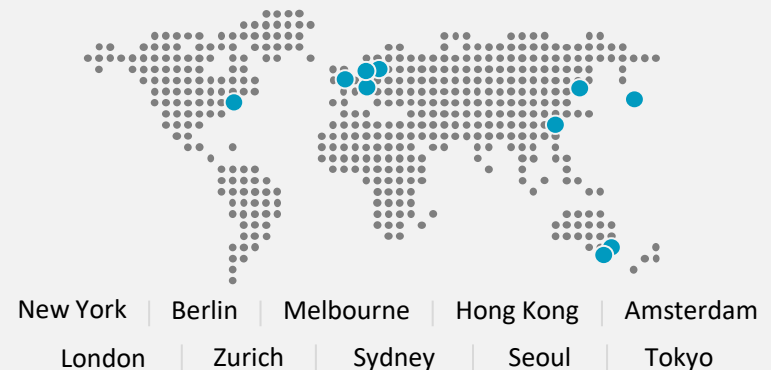 New York | Berlin | Melbourne | Hong Kong | Amsterdam
London | Zurich | Sydney | Seoul | Tokyo